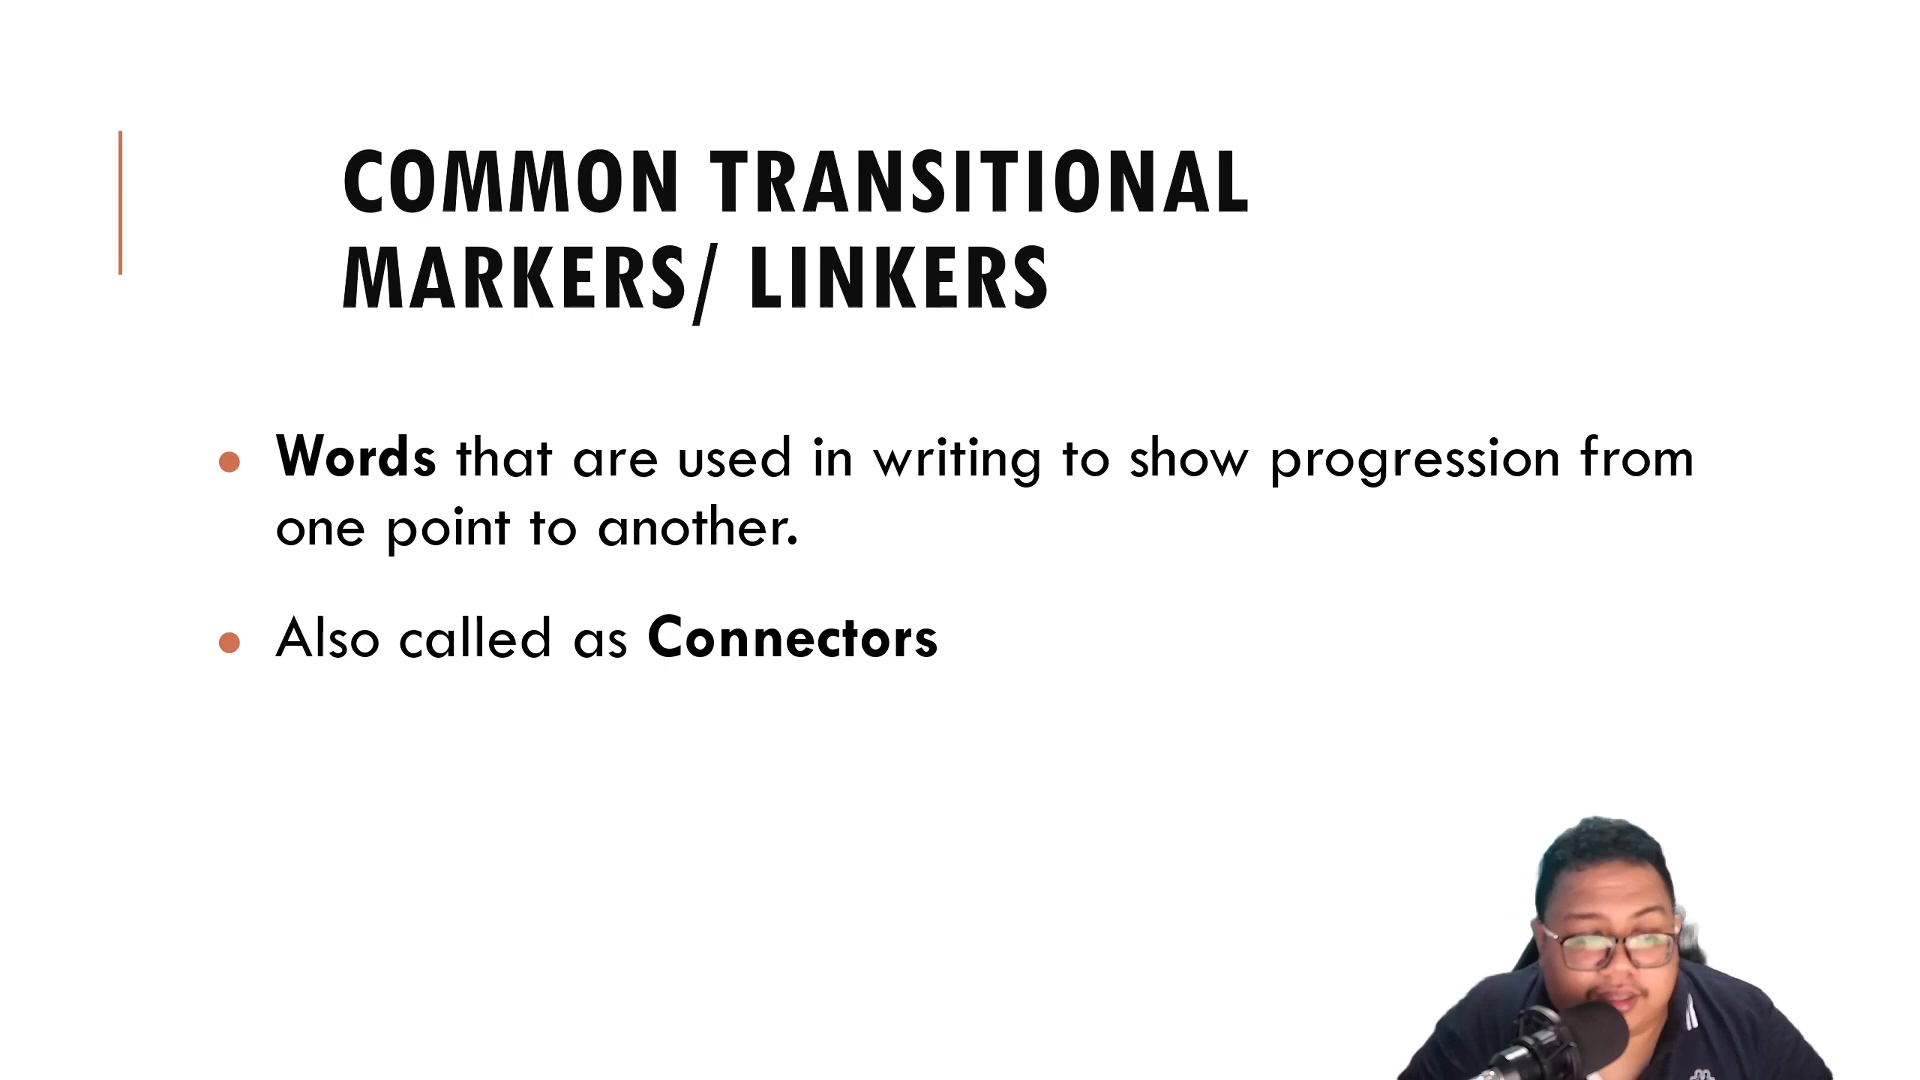 COMMON TRANSITIONAL
MARKERS/ LINKERS
Words that are used in writing to show progression from
one point to another.
Also called as Connectors